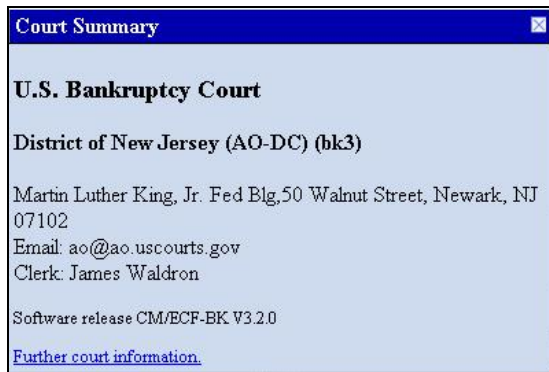 Court Summary
U.S. Bankruptcy Court
District of New Jersey (AO-DC) (bk3)
Martin Luther King, Jr. Fed Blg,50 Walnut Street, Newark, NJ
07102
Email: ao@ao.uscourts.gov
Clerk: James Waldron
Software release CM/ECF-BK V3.2.0
Further court information.